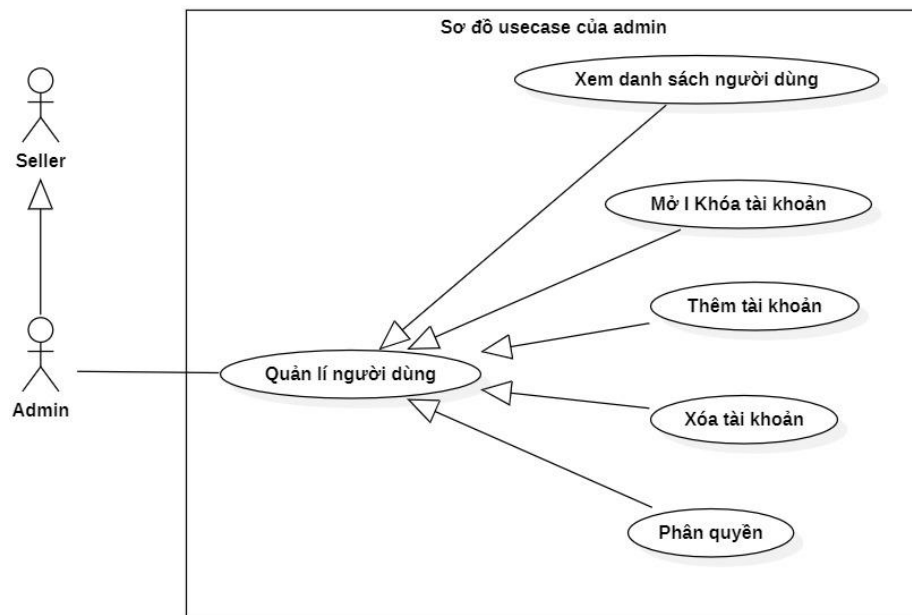 Sơ đồ usecase của admin
Xem danh sách người dùng
Seller
Mở I Khóa tài khoản
Thêm tài khoản
Quản lí người dùng
Admin
Xóa tài khoản
Phân quyền